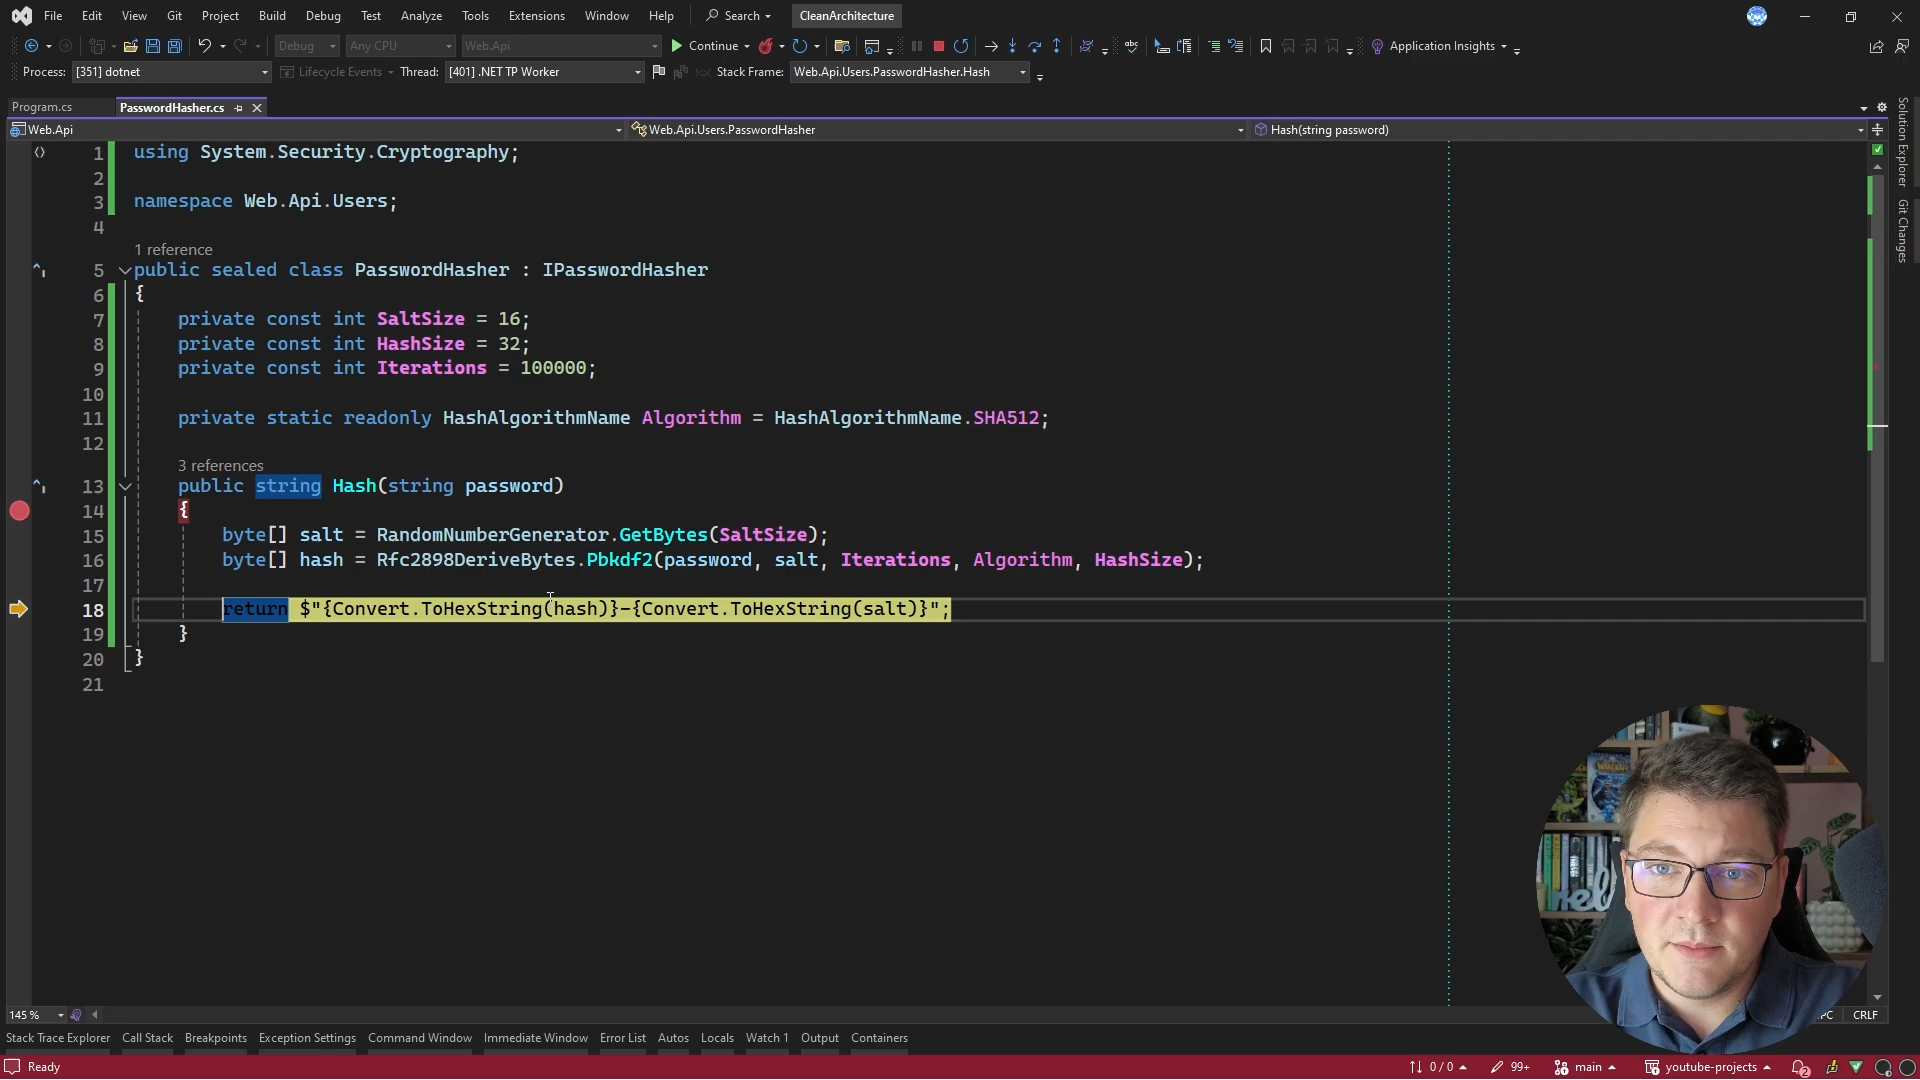 File Edit View Git Project Build Debug Test Analyze Tools Extensions Window Help Search CleanArchitecture
Debug Any CPU Web.Api Continue Application Insights
Process: [351] dotnet Lifecycle Events Thread: [401] .NET TP Worker Stack Frame: Web.Api.Users.PasswordHasher.Hash
Program.cs PasswordHasher.cs
Web.Api Web.Api.Users.PasswordHasher Hash(string password)
Solution Explorer
Git Changes
1 using System.Security.Cryptography;
2
3 namespace Web.Api.Users;
4
1 reference
5 public sealed class PasswordHasher : IPasswordHasher
6 {
7 private const int SaltSize = 16;
8 private const int HashSize = 32;
9 private const int Iterations = 100000;
10
11 private static readonly HashAlgorithmName Algorithm = HashAlgorithmName.SHA512;
12
3 references
13 public string Hash(string password)
14 {
15 byte[] salt = RandomNumberGenerator.GetBytes(SaltSize);
16 byte[] hash = Rfc2898DeriveBytes.Pbkdf2(password, salt, Iterations, Algorithm, HashSize);
17
18 return $"{Convert.ToHexString(hash)}-{Convert.ToHexString(salt)}";
19 }
20 }
21
145 % CRLF
Stack Trace Explorer Call Stack Breakpoints Exception Settings Command Window Immediate Window Error List Autos Locals Watch 1 Output Containers
Ready 0 / 0 99+ main youtube-projects 2